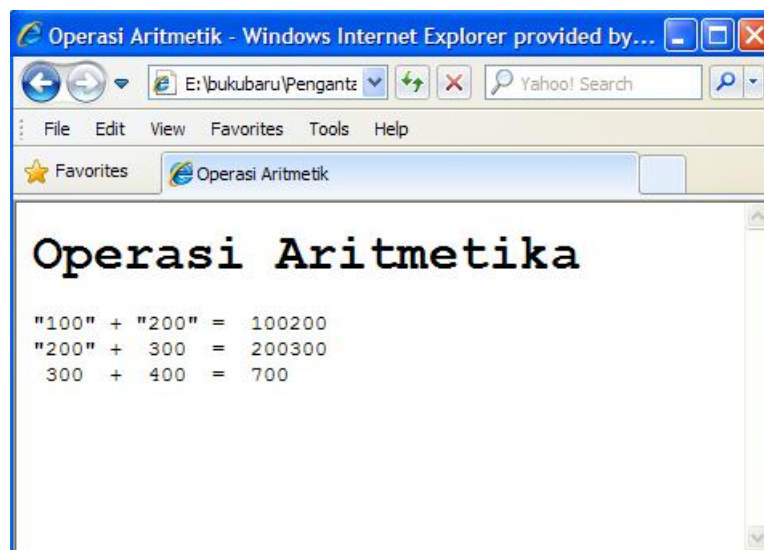 Operasi Aritmetik - Windows Internet Explorer provided by...
E:\bukubaru\Penganta
Yahoo! Search
File Edit View Favorites Tools Help
Favorites
Operasi Aritmetik
Operasi Aritmetika
"100" + "200" = 100200
"200" + 300 = 200300
300 + 400 = 700